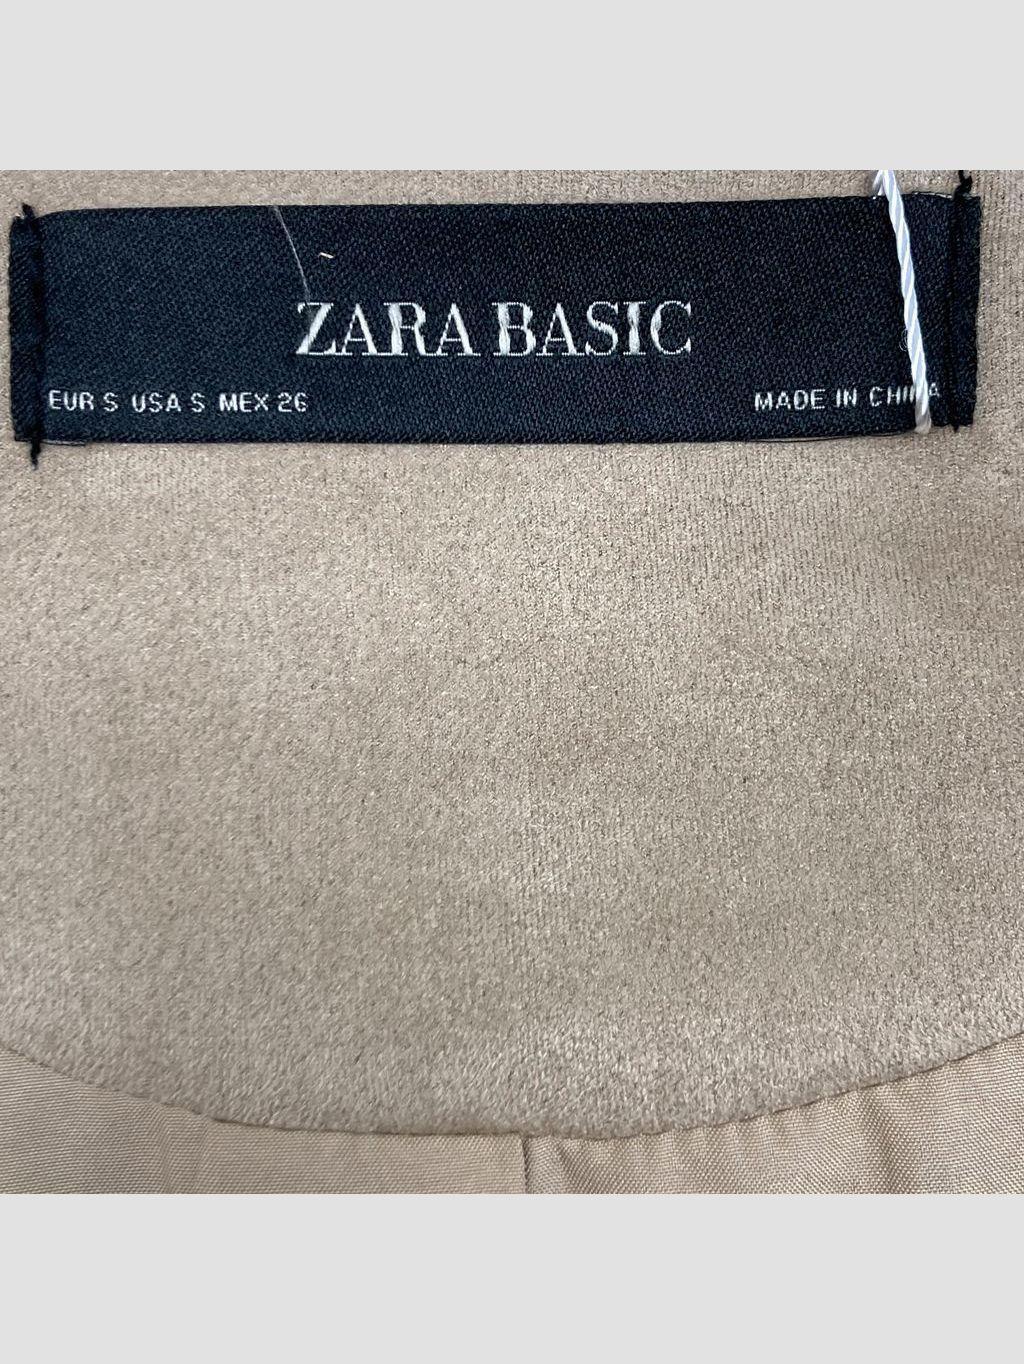 ZARA BASIC
EUR S USA S MEX 26 MADE IN CHINA